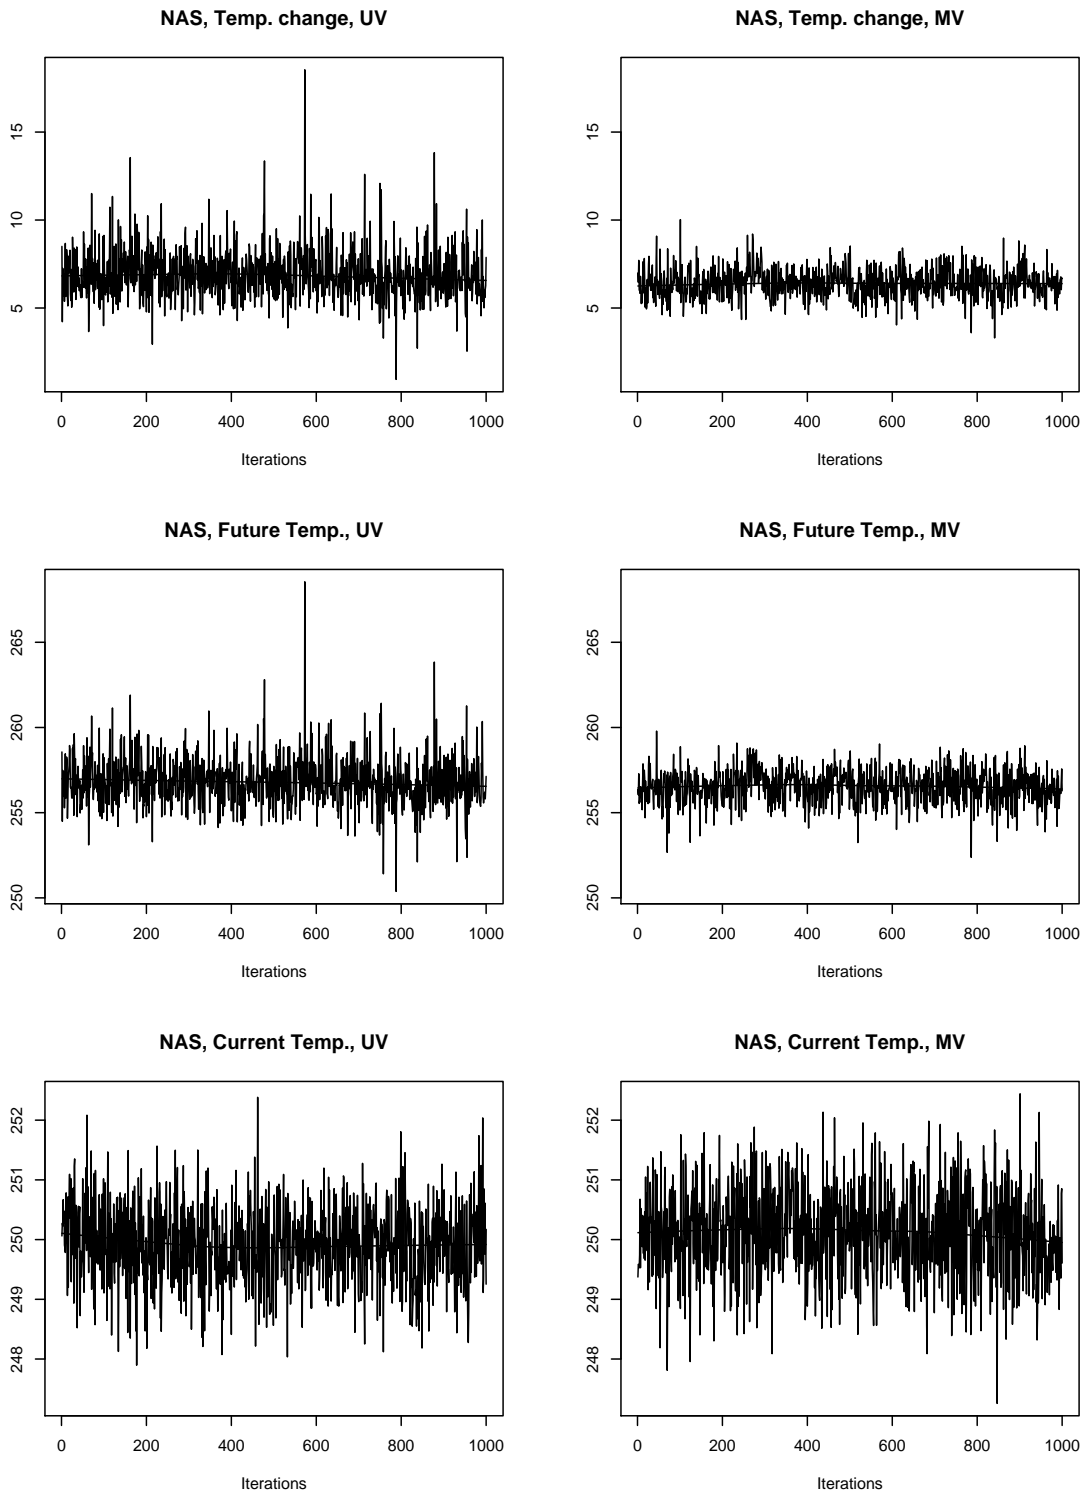 NAS, Temp. change, UV
NAS, Temp. change, MV
15
10
5
0 200 400 600 800 1000
Iterations
15
10
5
0 200 400 600 800 1000
Iterations
NAS, Future Temp., UV
NAS, Future Temp., MV
265
260
255
250
0 200 400 600 800 1000
Iterations
265
260
255
250
0 200 400 600 800 1000
Iterations
NAS, Current Temp., UV
NAS, Current Temp., MV
252
251
250
249
248
0 200 400 600 800 1000
Iterations
252
251
250
249
248
0 200 400 600 800 1000
Iterations